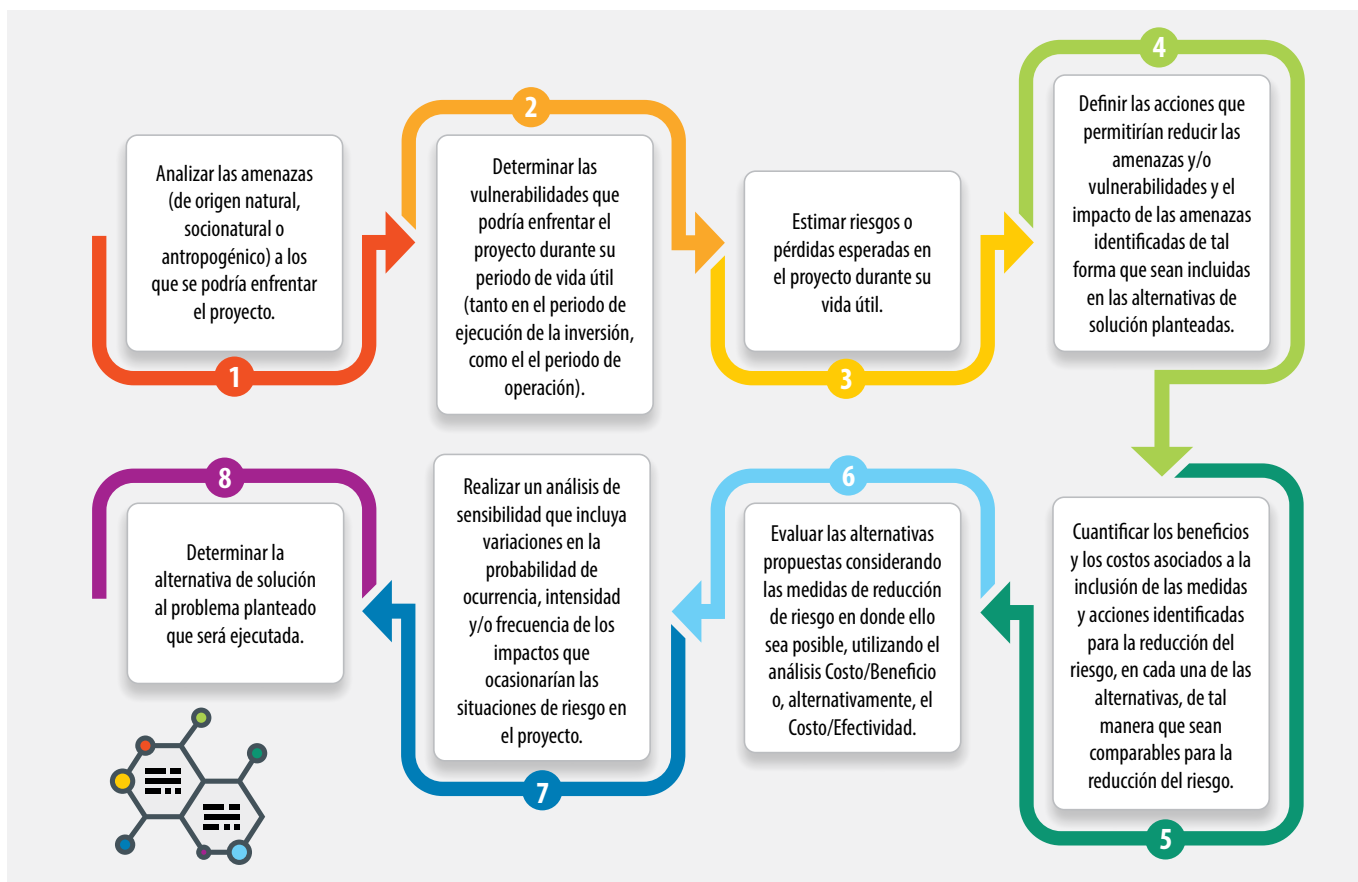 1
Analizar las amenazas
(de origen natural,
socionatural o
antropogénico) a los
que se podría enfrentar
el proyecto.
2
Determinar las
vulnerabilidades que
podría enfrentar el
proyecto durante su
periodo de vida útil
(tanto en el periodo de
ejecución de la inversión,
como el el periodo de
operación).
3
Estimar riesgos o
pérdidas esperadas en
el proyecto durante su
vida útil.
4
Definir las acciones que
permitirían reducir las
amenazas y/o
vulnerabilidades y el
impacto de las amenazas
identificadas de tal
forma que sean incluidas
en las alternativas de
solución planteadas.
5
Cuantificar los beneficios
y los costos asociados a la
inclusión de las medidas
y acciones identificadas
para la reducción del
riesgo, en cada una de las
alternativas, de tal
manera que sean
comparables para la
reducción del riesgo.
6
Evaluar las alternativas
propuestas considerando
las medidas de reducción
de riesgo en donde ello
sea posible, utilizando el
análisis Costo/Beneficio
o, alternativamente, el
Costo/Efectividad.
7
Realizar un análisis de
sensibilidad que incluya
variaciones en la
probabilidad de
ocurrencia, intensidad
y/o frecuencia de los
impactos que
ocasionarían las
situaciones de riesgo en
el proyecto.
8
Determinar la
alternativa de solución
al problema planteado
que será ejecutada.